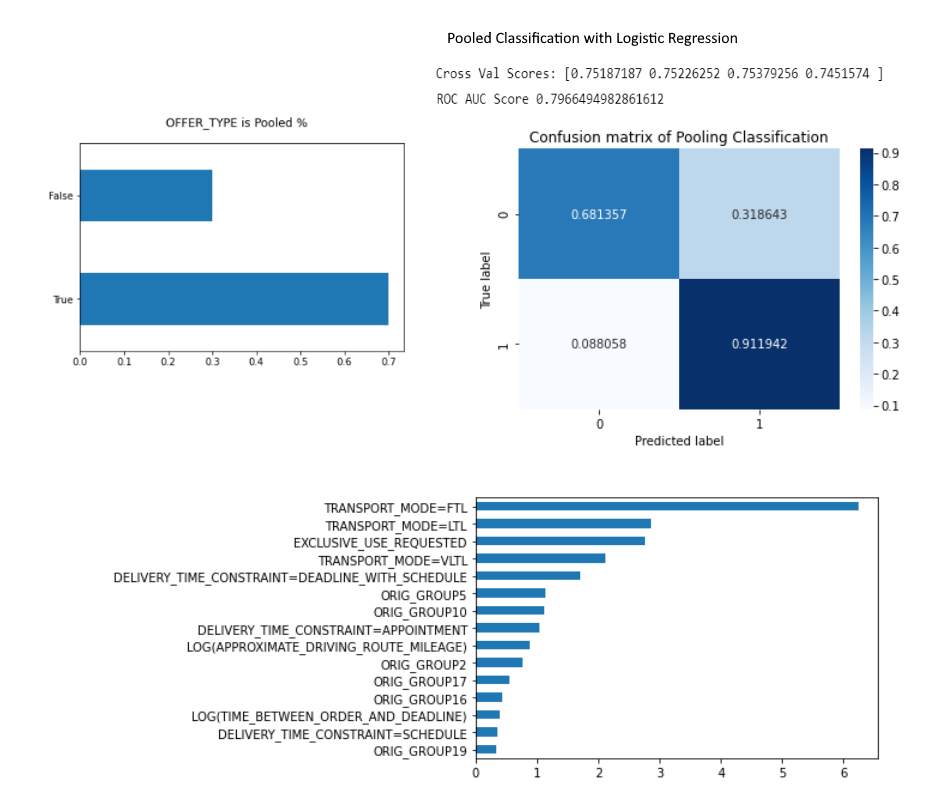 Pooled Classification with Logistic Regression
Cross Val Scores: [0.75187187 0.75226252 0.75379256 0.7451574 ]
ROC AUC Score 0.7966494982861612
OFFER_TYPE is Pooled %
False
True
0.0 0.1 0.2 0.3 0.4 0.5 0.6 0.7
Confusion matrix of Pooling Classification
True label
0
1
0.681357 0.318643
0.088058 0.911942
0 1
Predicted label
0.9
0.8
0.7
0.6
0.5
0.4
0.3
0.2
0.1
TRANSPORT_MODE=FTL
TRANSPORT_MODE=LTL
EXCLUSIVE_USE_REQUESTED
TRANSPORT_MODE=VLTL
DELIVERY_TIME_CONSTRAINT=DEADLINE_WITH_SCHEDULE
ORIG_GROUP5
ORIG_GROUP10
DELIVERY_TIME_CONSTRAINT=APPOINTMENT
LOG(APPROXIMATE_DRIVING_ROUTE_MILEAGE)
ORIG_GROUP2
ORIG_GROUP17
ORIG_GROUP16
LOG(TIME_BETWEEN_ORDER_AND_DEADLINE)
DELIVERY_TIME_CONSTRAINT=SCHEDULE
ORIG_GROUP19
0 1 2 3 4 5 6